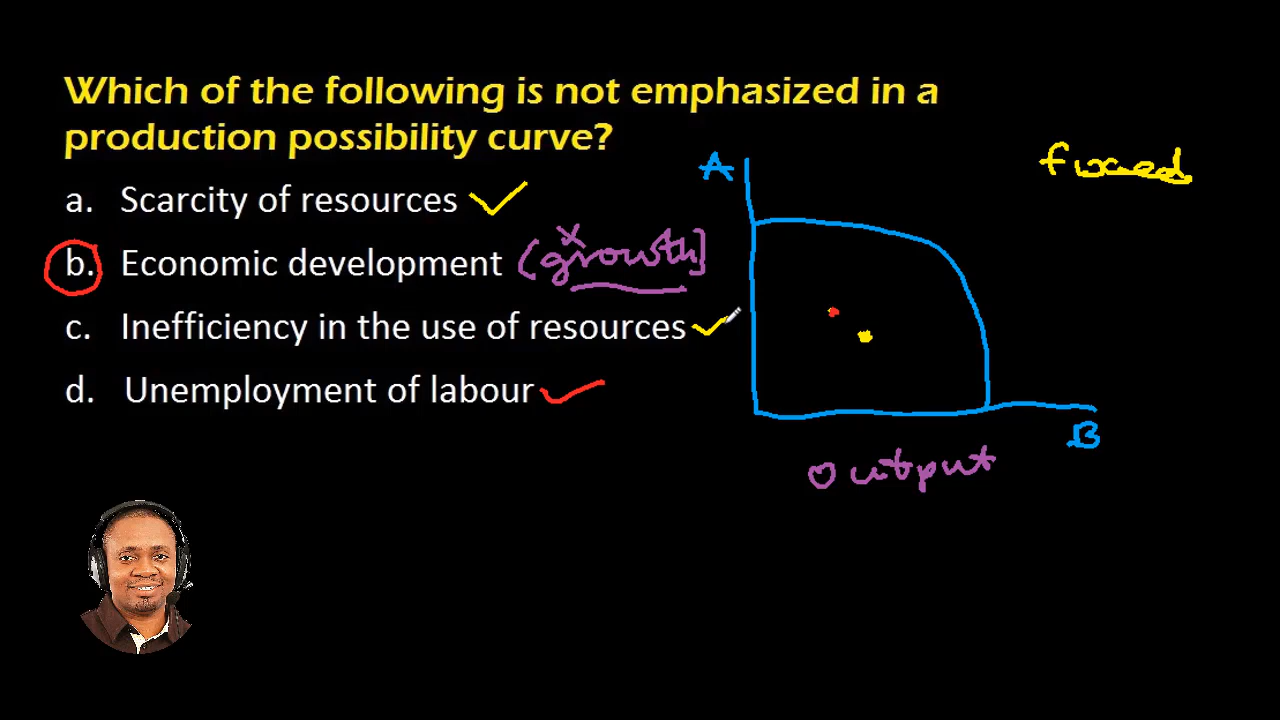 Which of the following is not emphasized in a
production possibility curve?
a. Scarcity of resources
b. Economic development (growth]
c. Inefficiency in the use of resources
d. Unemployment of labour
A
fixed
B
output